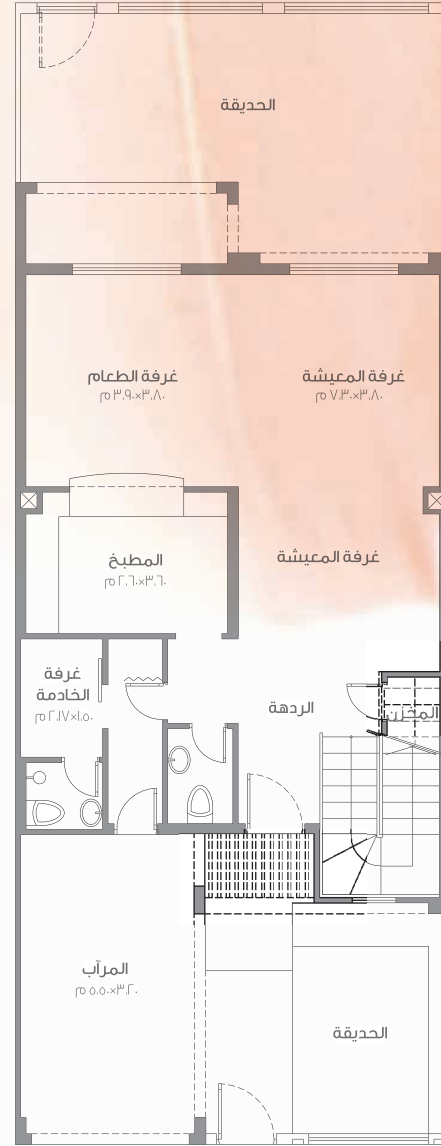 الحديقة
غرفة المعيشة
٣,٨٠×٧,٣٠ م
غرفة الطعام
٣,٨٠×٣,٩٠ م
غرفة المعيشة
المطبخ
٣,٦٠×٢,٦٠ م
غرفة
الخادمة
١,٥٠×٢,١٧ م
الردهة
المخزن
المرآب
٣,٢٠×٥,٥٠ م
الحديقة